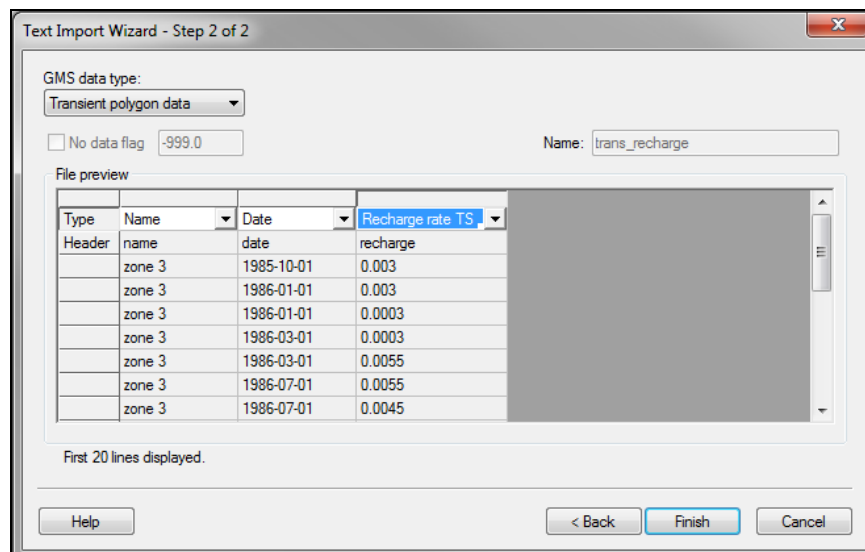 Text Import Wizard - Step 2 of 2
GMS data type:
Transient polygon data
No data flag -999.0 Name: trans_recharge
File preview
Type Name Date Recharge rate TS
Header name date recharge
zone 3 1985-10-01 0.003
zone 3 1986-01-01 0.003
zone 3 1986-01-01 0.0003
zone 3 1986-03-01 0.0003
zone 3 1986-03-01 0.0055
zone 3 1986-07-01 0.0055
zone 3 1986-07-01 0.0045
First 20 lines displayed.
Help < Back Finish Cancel